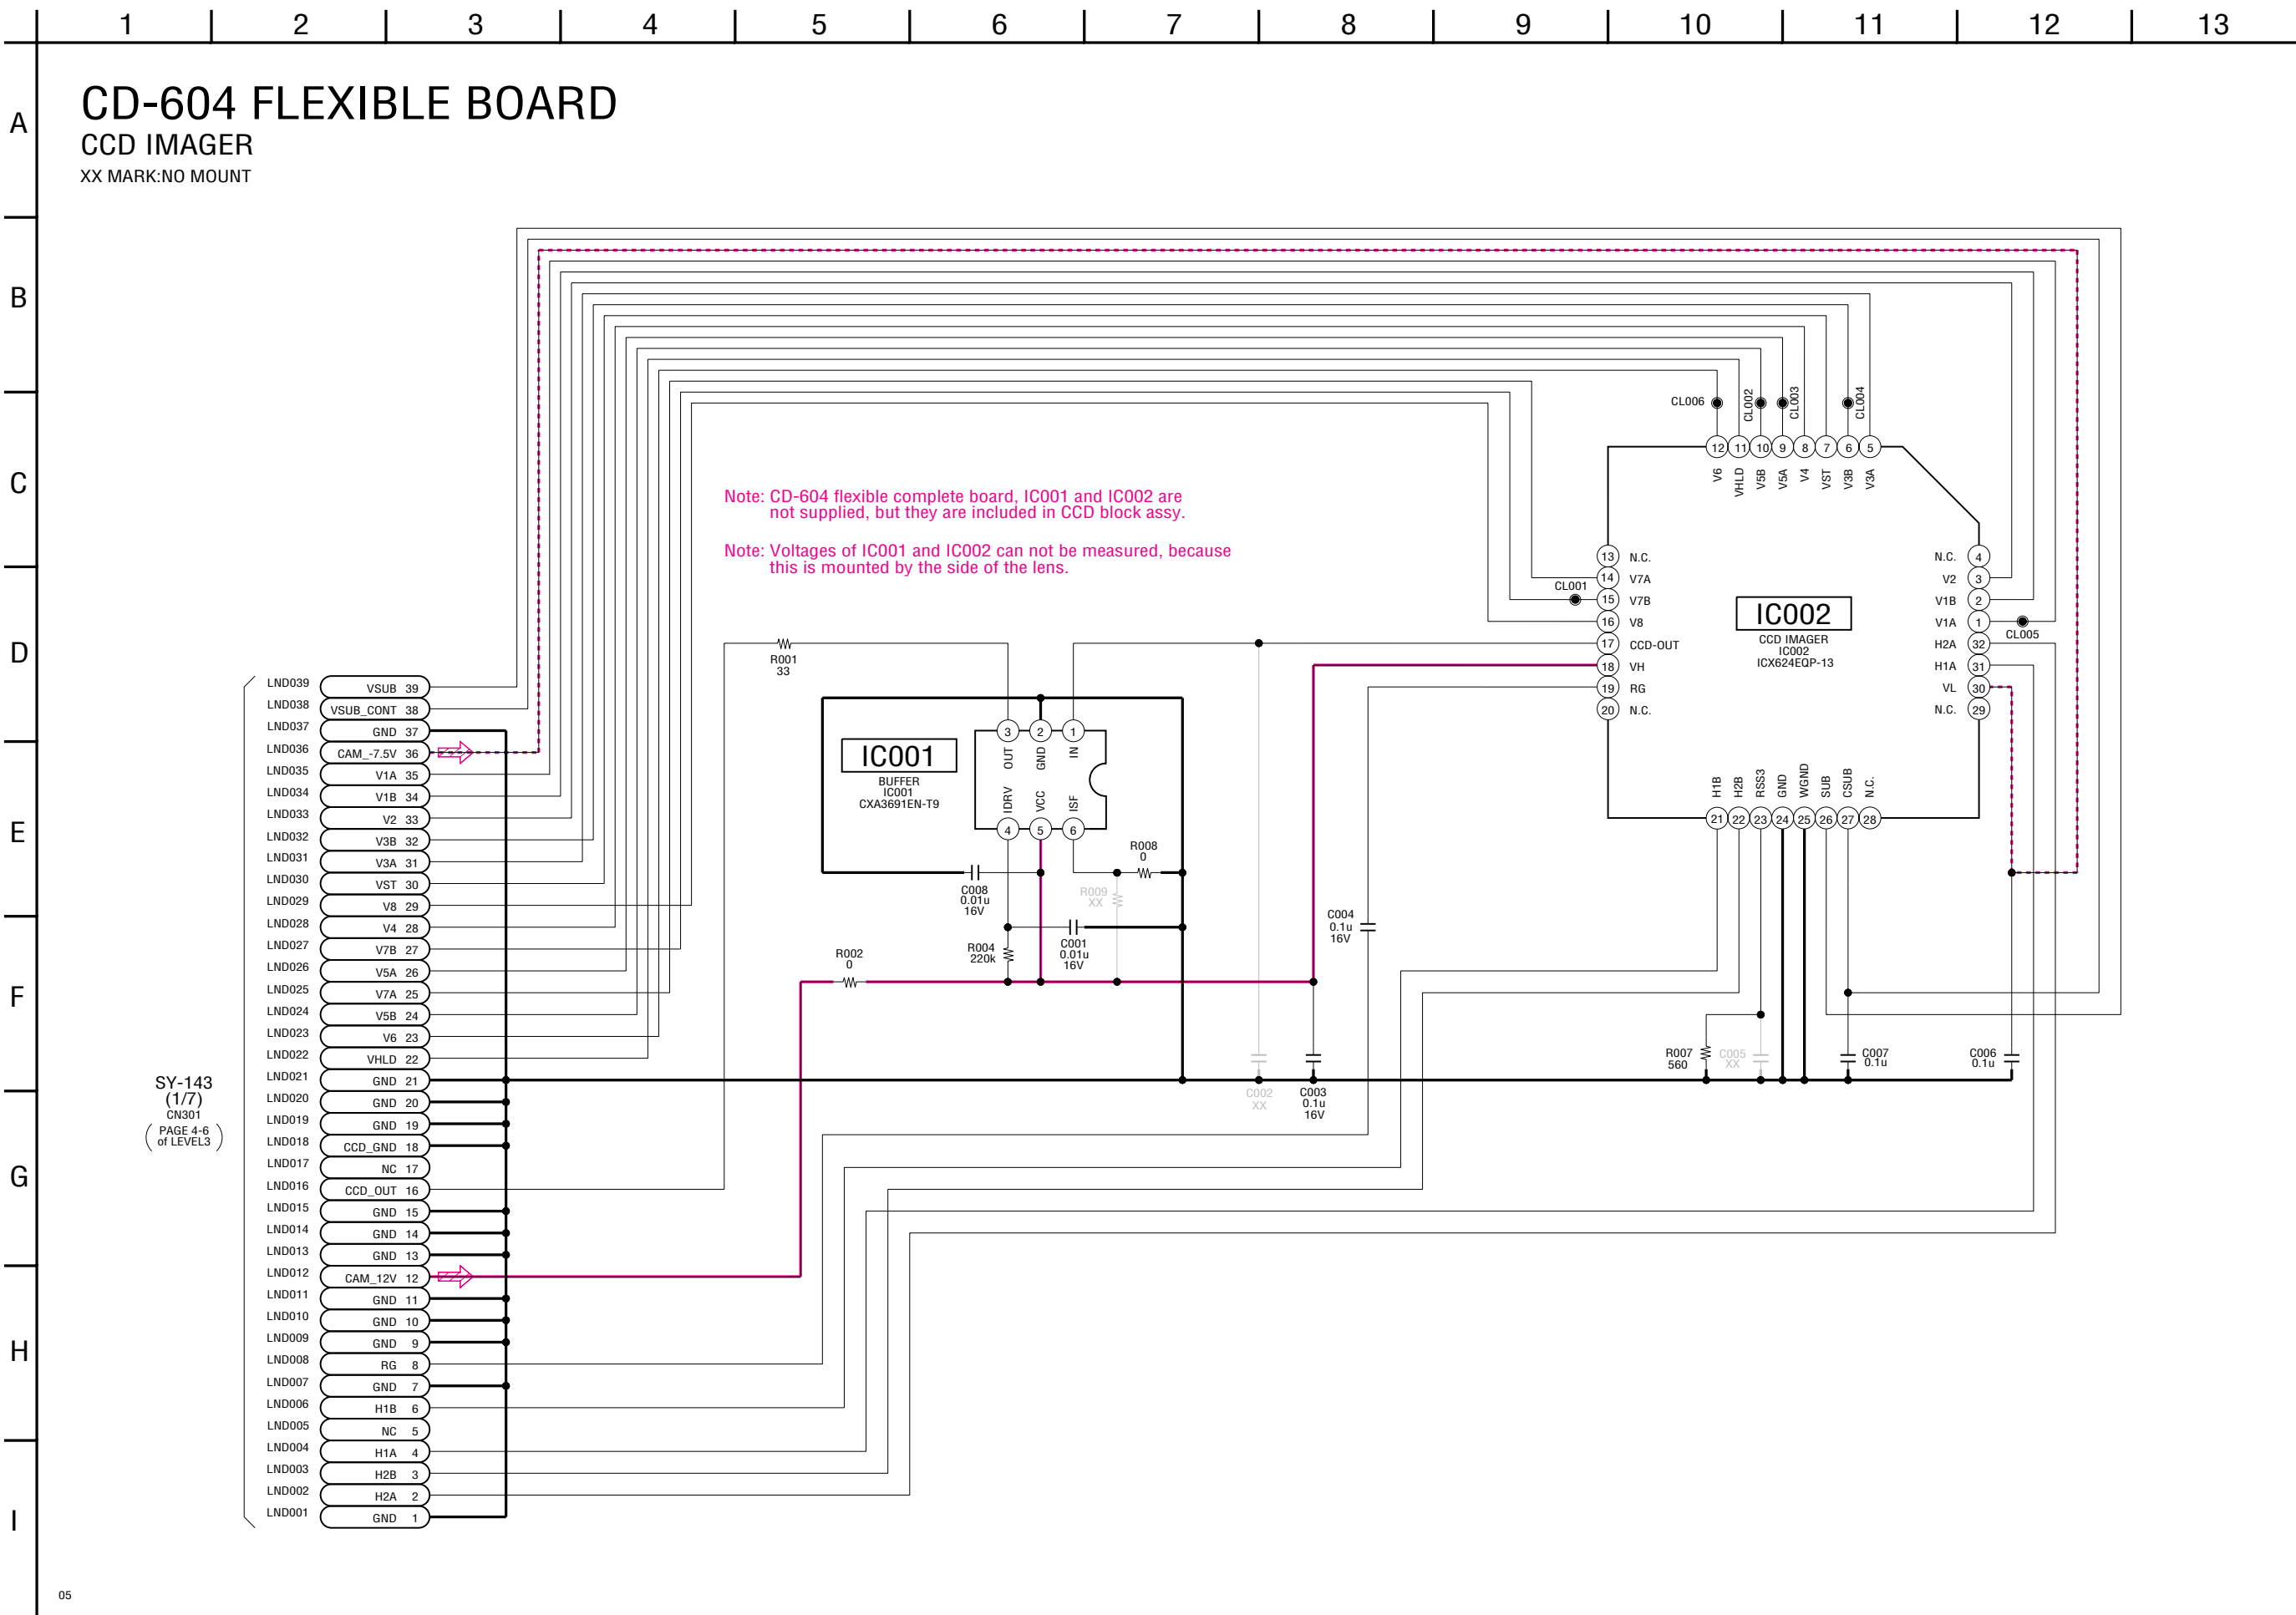 1 2 3 4 5 6 7 8 9 10 11 12 13
A
B
C
D
E
F
G
H
I
CD-604 FLEXIBLE BOARD
CCD IMAGER
XX MARK:NO MOUNT
Note: CD-604 flexible complete board, IC001 and IC002 are
not supplied, but they are included in CCD block assy.
Note: Voltages of IC001 and IC002 can not be measured, because
this is mounted by the side of the lens.
SY-143
(1/7)
CN301
PAGE 4-6
of LEVEL3
LND039 VSUB 39
LND038 VSUB_CONT 38
LND037 GND 37
LND036 CAM_-7.5V 36
LND035 V1A 35
LND034 V1B 34
LND033 V2 33
LND032 V3B 32
LND031 V3A 31
LND030 VST 30
LND029 V8 29
LND028 V4 28
LND027 V7B 27
LND026 V5A 26
LND025 V7A 25
LND024 V5B 24
LND023 V6 23
LND022 VHLD 22
LND021 GND 21
LND020 GND 20
LND019 GND 19
LND018 CCD_GND 18
LND017 NC 17
LND016 CCD_OUT 16
LND015 GND 15
LND014 GND 14
LND013 GND 13
LND012 CAM_12V 12
LND011 GND 11
LND010 GND 10
LND009 GND 9
LND008 RG 8
LND007 GND 7
LND006 H1B 6
LND005 NC 5
LND004 H1A 4
LND003 H2B 3
LND002 H2A 2
LND001 GND 1
R001
33
IC001
BUFFER
IC001
CXA3691EN-T9
3 2 1
OUT GND IN
IDRV VCC ISF
4 5 6
C008
0.01u
16V
R008
0
R009
XX
R004
220k
C001
0.01u
16V
R002
0
C004
0.1u
16V
C002
XX
C003
0.1u
16V
CL006
CL002
CL003
CL004
12 11 10 9 8 7 6 5
V6 VHLD V5B V5A V4 VST V3B V3A
13 N.C.
14 V7A
CL001
15 V7B
16 V8
17 CCD-OUT
18 VH
19 RG
20 N.C.
IC002
CCD IMAGER
IC002
ICX624EQP-13
N.C. 4
V2 3
V1B 2
V1A 1
CL005
H2A 32
H1A 31
VL 30
N.C. 29
H1B H2B RSS3 GND WGND SUB CSUB N.C.
21 22 23 24 25 26 27 28
R007
560
C005
XX
C007
0.1u
C006
0.1u
05